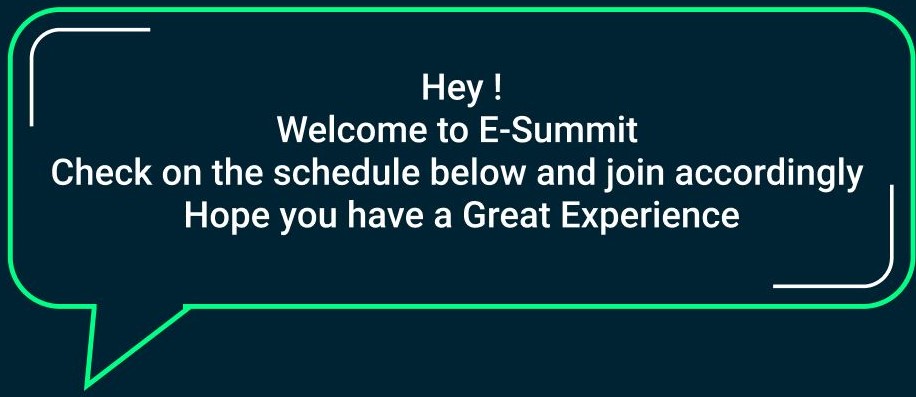 Hey !
Welcome to E-Summit
Check on the schedule below and join accordingly
Hope you have a Great Experience